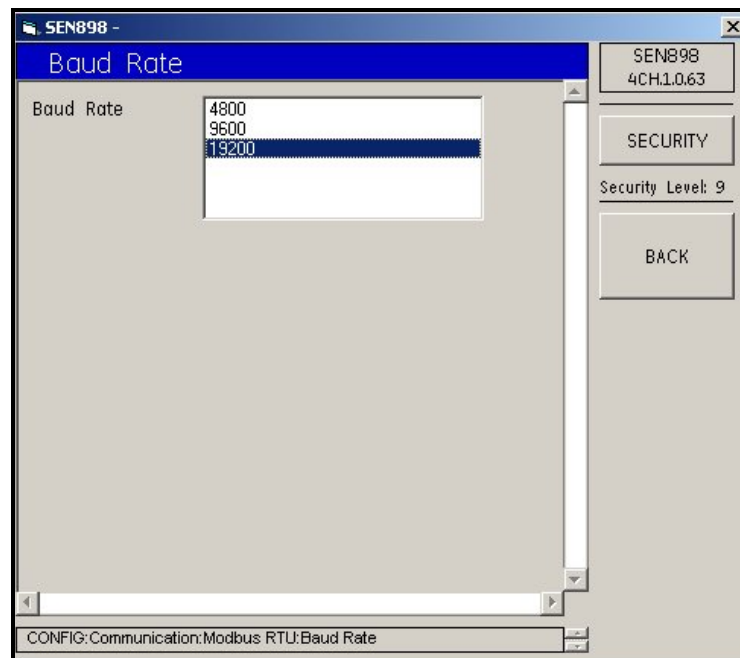 SEN898 -
Baud Rate
SEN898
4CH.1.0.63
Baud Rate
4800
9600
19200
SECURITY
Security Level: 9
BACK
CONFIG:Communication:Modbus RTU:Baud Rate